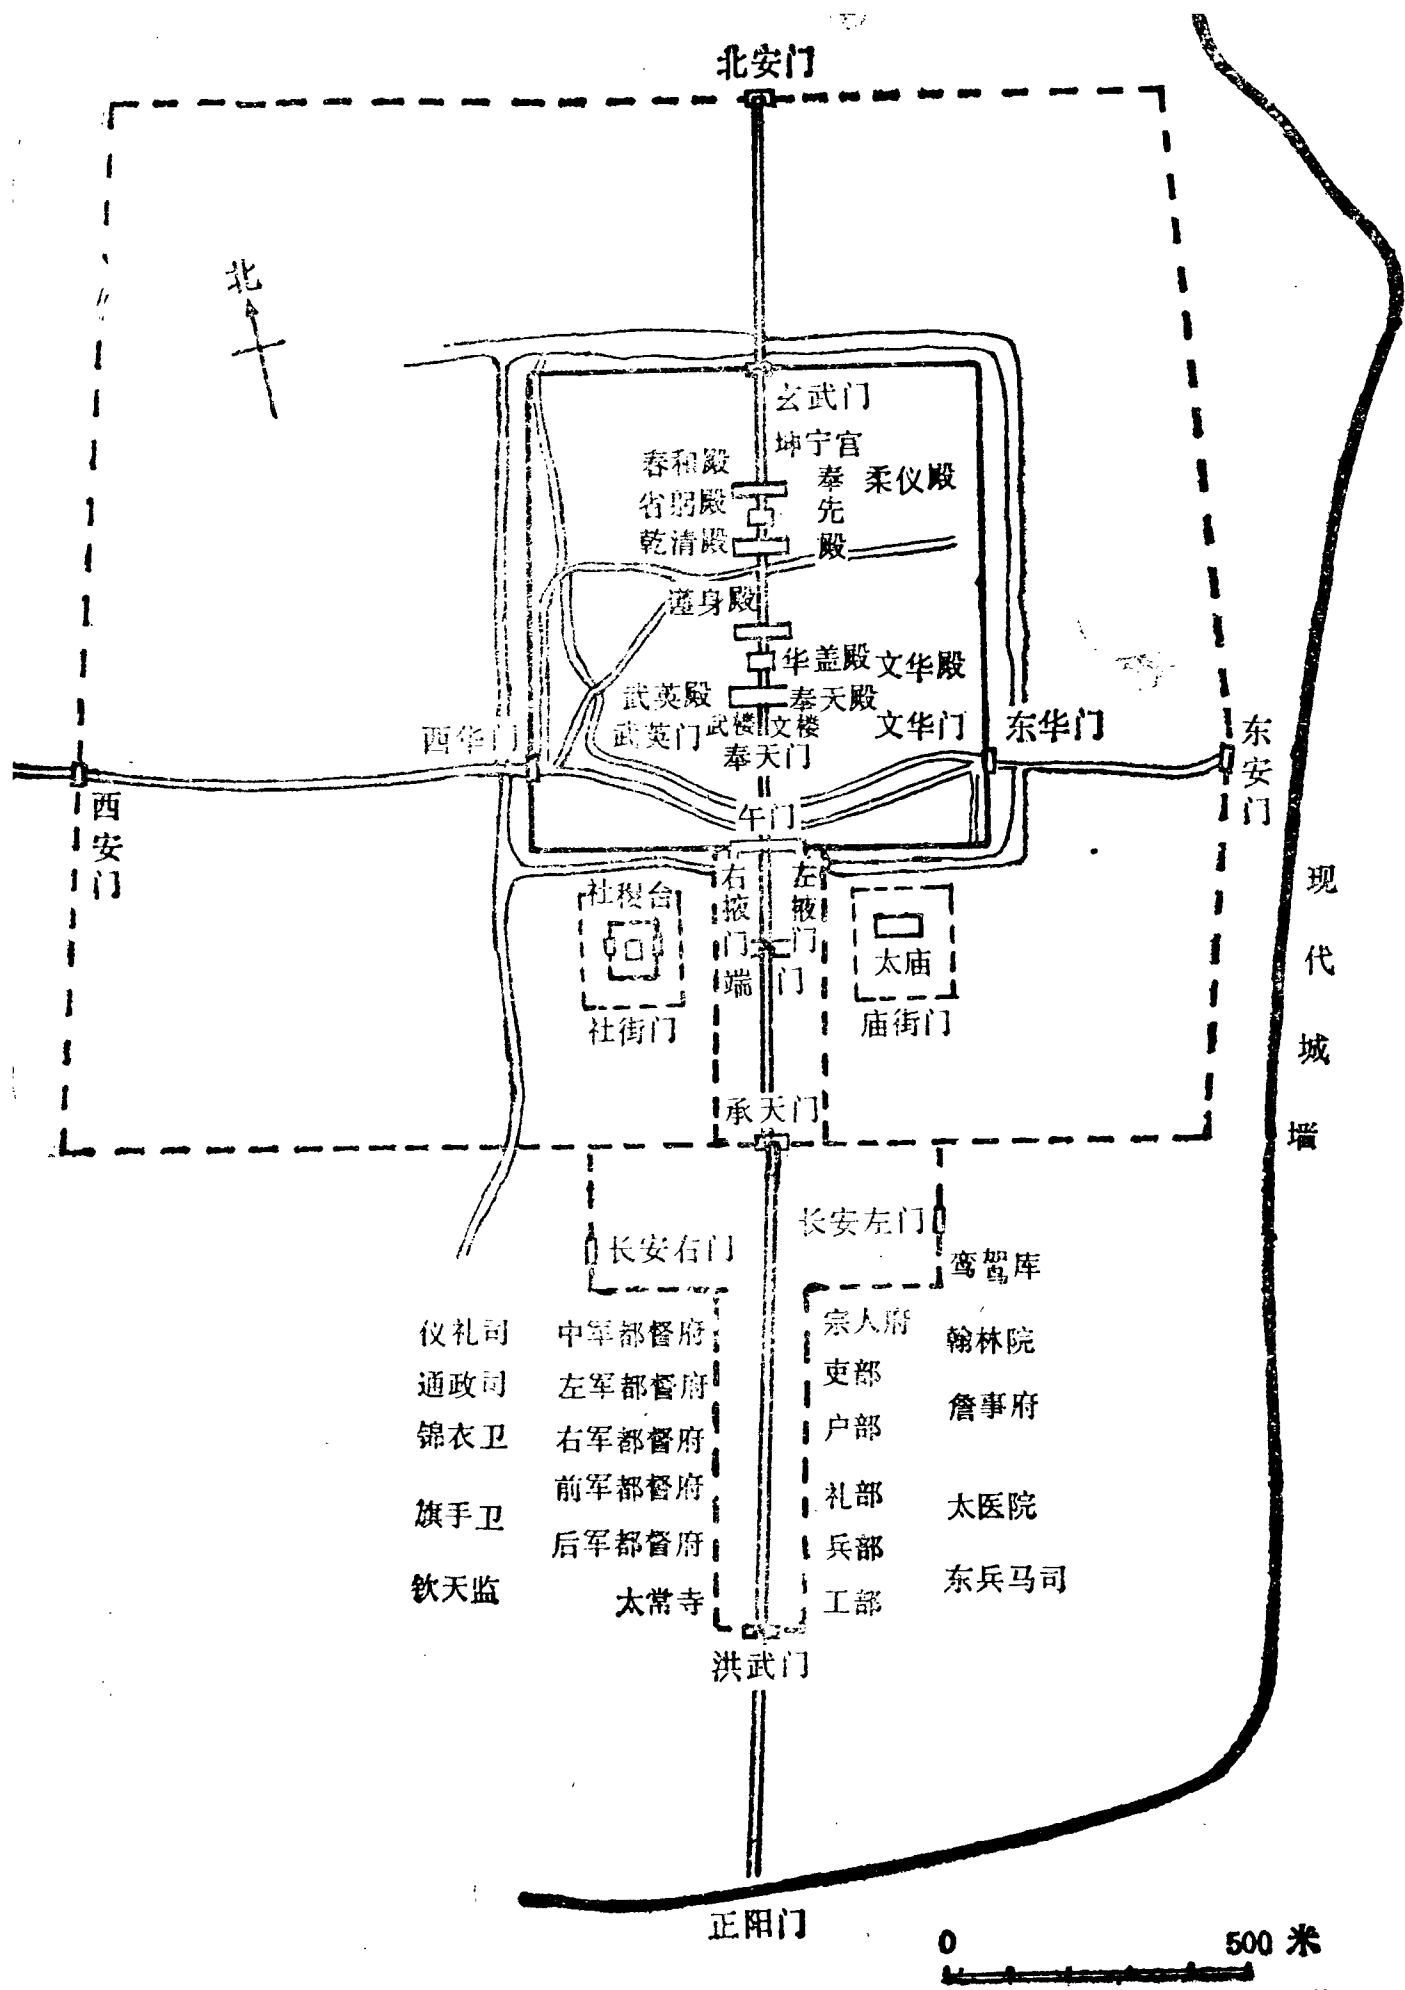 北安门
北
玄武门
坤宁宫
春和殿
奉先殿
柔仪殿
省躬殿
乾清殿
谨身殿
华盖殿
文华殿
武英殿
奉天殿
武英门
武楼
文楼
文华门
东华门
西华门
奉天门
东安门
西安门
午门
右掖门
左掖门
社稷台
太庙
端门
社街门
庙街门
现代城墙
承天门
长安左门
长安右门
鸾驾库
仪礼司
中军都督府
宗人府
翰林院
通政司
左军都督府
吏部
詹事府
锦衣卫
右军都督府
户部
前军都督府
礼部
太医院
旗手卫
后军都督府
兵部
东兵马司
钦天监
太常寺
工部
洪武门
正阳门
0
500 米